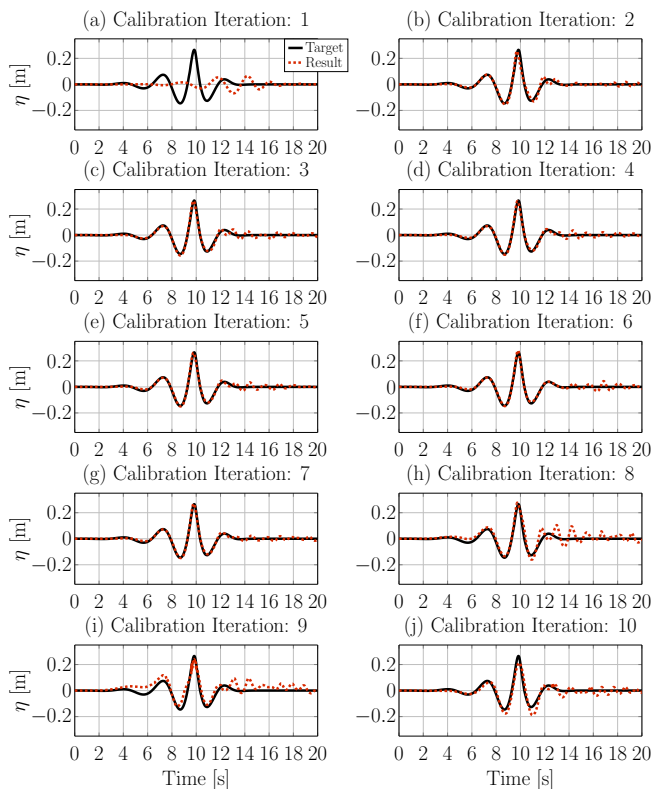 (a) Calibration Iteration: 1
(b) Calibration Iteration: 2
η [m]
0.2
0
−0.2
Target
Result
0 2 4 6 8 10 12 14 16 18 20
0 2 4 6 8 10 12 14 16 18 20
(c) Calibration Iteration: 3
(d) Calibration Iteration: 4
η [m]
0.2
0
−0.2
0 2 4 6 8 10 12 14 16 18 20
0 2 4 6 8 10 12 14 16 18 20
(e) Calibration Iteration: 5
(f) Calibration Iteration: 6
η [m]
0.2
0
−0.2
0 2 4 6 8 10 12 14 16 18 20
0 2 4 6 8 10 12 14 16 18 20
(g) Calibration Iteration: 7
(h) Calibration Iteration: 8
η [m]
0.2
0
−0.2
0 2 4 6 8 10 12 14 16 18 20
0 2 4 6 8 10 12 14 16 18 20
(i) Calibration Iteration: 9
(j) Calibration Iteration: 10
η [m]
0.2
0
−0.2
0 2 4 6 8 10 12 14 16 18 20
0 2 4 6 8 10 12 14 16 18 20
Time [s]
Time [s]